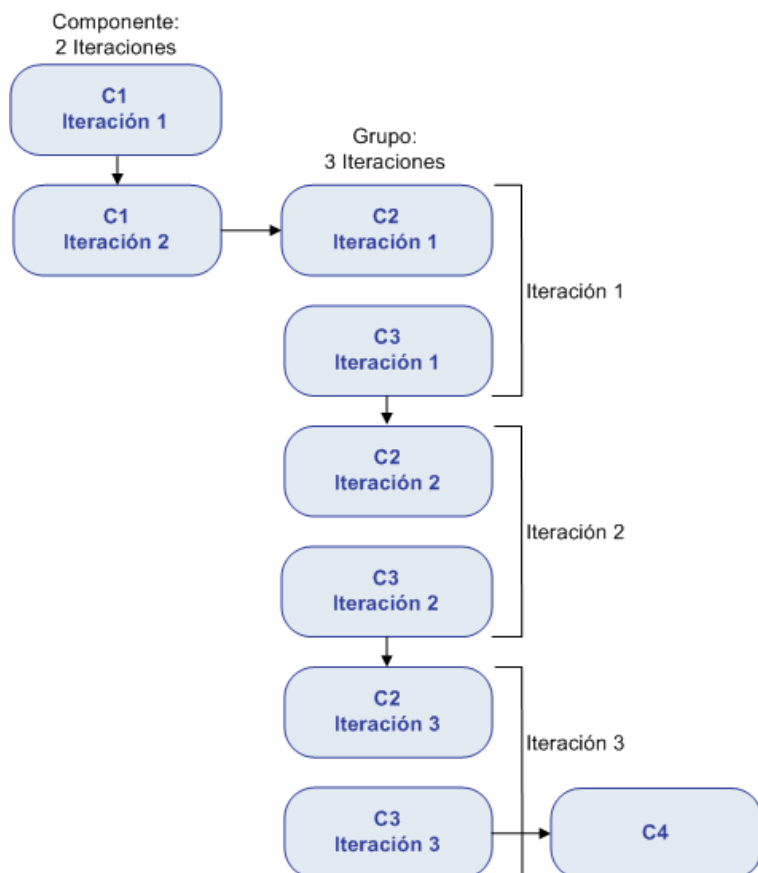 Componente:
2 Iteraciones
C1
Iteración 1
Grupo:
3 Iteraciones
C1
Iteración 2
C2
Iteración 1
Iteración 1
C3
Iteración 1
C2
Iteración 2
Iteración 2
C3
Iteración 2
C2
Iteración 3
Iteración 3
C3
Iteración 3
C4